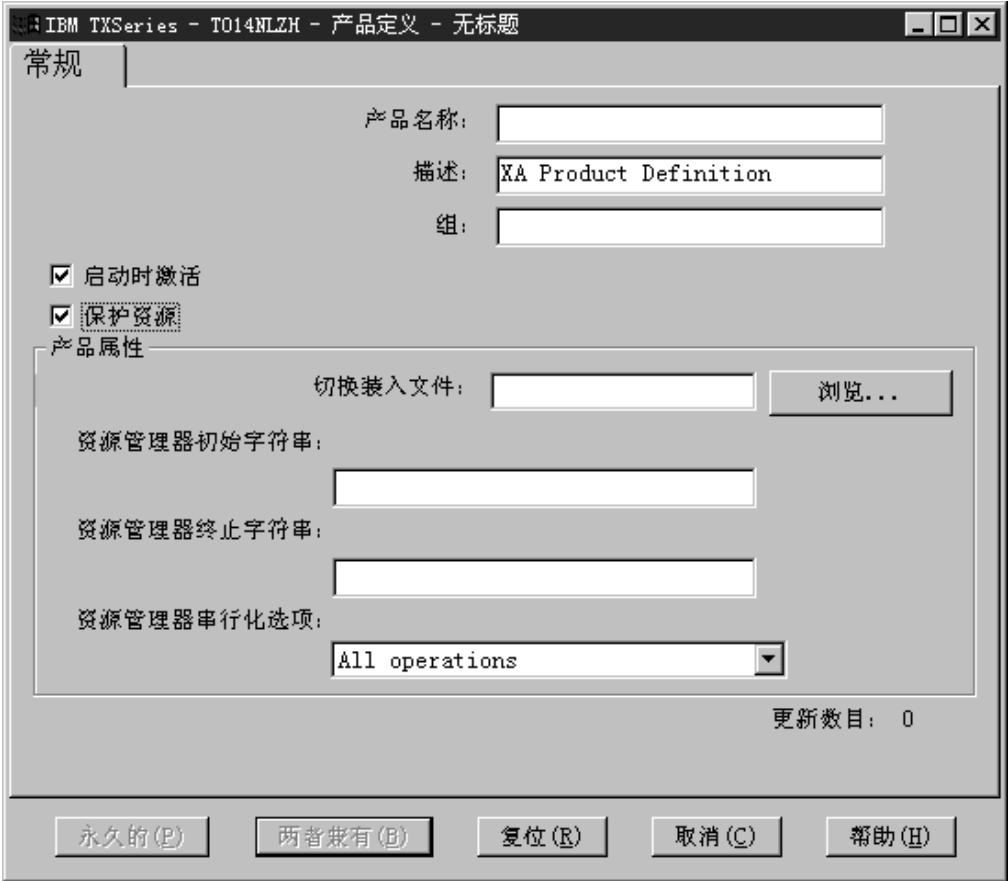 IBM TXSeries - TO14NLZH - 产品定义 - 无标题
常规
产品名称:
描述: XA Product Definition
组:
启动时激活
保护资源
产品属性
切换装入文件: 浏览...
资源管理器初始字符串:
资源管理器终止字符串:
资源管理器串行化选项:
All operations
更新数目: 0
永久的(P) 两者兼有(B) 复位(R) 取消(C) 帮助(H)